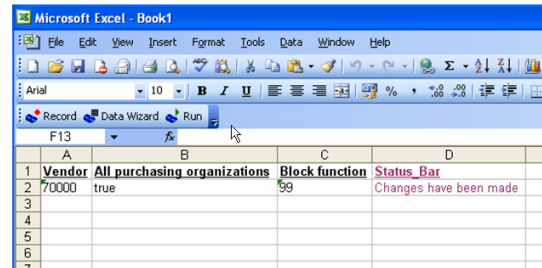 Microsoft Excel - Book1
File Edit View Insert Format Tools Data Window Help
Arial 10 B I U % ,
Record Data Wizard Run
F13 fx
A B C D
1 Vendor All purchasing organizations Block function Status_Bar
2 70000 true 99 Changes have been made
3
4
5
6
7